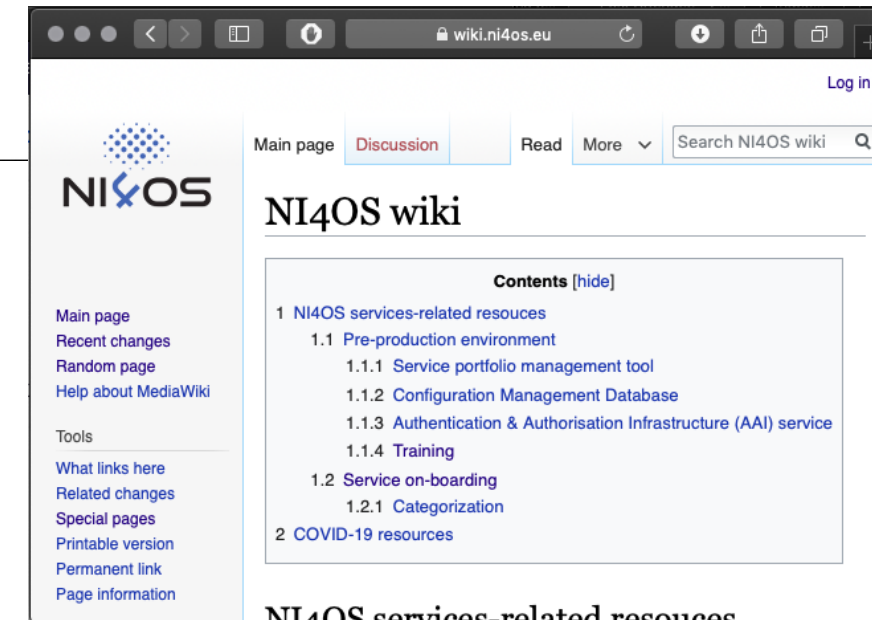 wiki.ni4os.eu
Log in
NI4OS
Main page Discussion Read More Search NI4OS wiki
NI4OS wiki
Contents [hide]
1 NI4OS services-related resouces
1.1 Pre-production environment
1.1.1 Service portfolio management tool
1.1.2 Configuration Management Database
1.1.3 Authentication & Authorisation Infrastructure (AAI) service
1.1.4 Training
1.2 Service on-boarding
1.2.1 Categorization
2 COVID-19 resources
Main page
Recent changes
Random page
Help about MediaWiki
Tools
What links here
Related changes
Special pages
Printable version
Permanent link
Page information
NI4OS services-related resouces